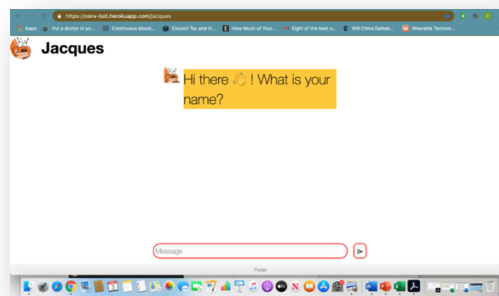 https://conv-bot.herokuapp.com/jacques
Apps Put a doctor in yo... Continuous blood... Council Tax and H... How Much of Your... Eight of the best o... Will China Defeat... Wearable Technol...
Jacques
Hi there 👋 ! What is your
name?
Message
Footer